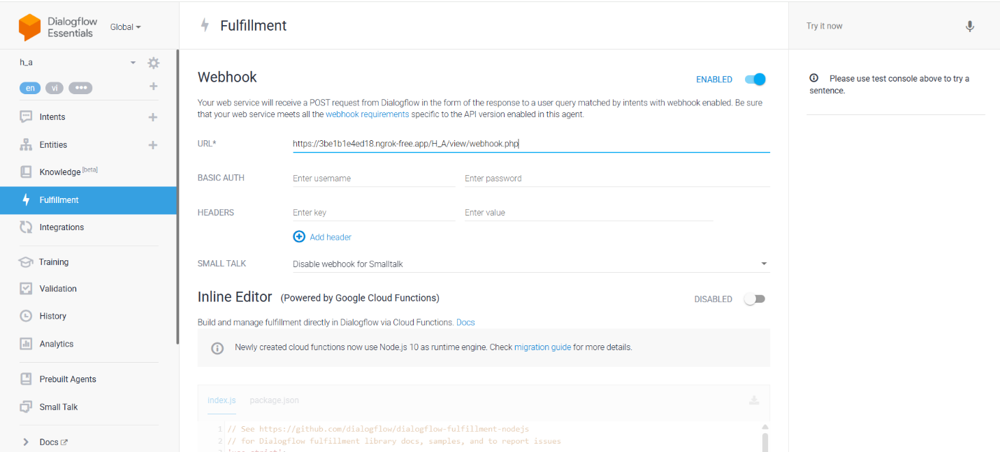 Dialogflow
Essentials
Global
Fulfillment
Try it now
h_a
en
vi
•••
Intents
Entities
Knowledge [beta]
Fulfillment
Integrations
Training
Validation
History
Analytics
Prebuilt Agents
Small Talk
Docs
Webhook
ENABLED
Your web service will receive a POST request from Dialogflow in the form of the response to a user query matched by intents with webhook enabled. Be sure
that your web service meets all the webhook requirements specific to the API version enabled in this agent.
URL*
https://3be1b1e4ed18.ngrok-free.app/H_A/view/webhook.php
BASIC AUTH
Enter username
Enter password
HEADERS
Enter key
Enter value
Add header
SMALL TALK
Disable webhook for Smalltalk
Inline Editor (Powered by Google Cloud Functions)
DISABLED
Build and manage fulfillment directly in Dialogflow via Cloud Functions. Docs
Newly created cloud functions now use Node.js 10 as runtime engine. Check migration guide for more details.
index.js
package.json
1 // See https://github.com/dialogflow/dialogflow-fulfillment-nodejs
2 // for Dialogflow fulfillment library docs, samples, and to report issues
Please use test console above to try a
sentence.